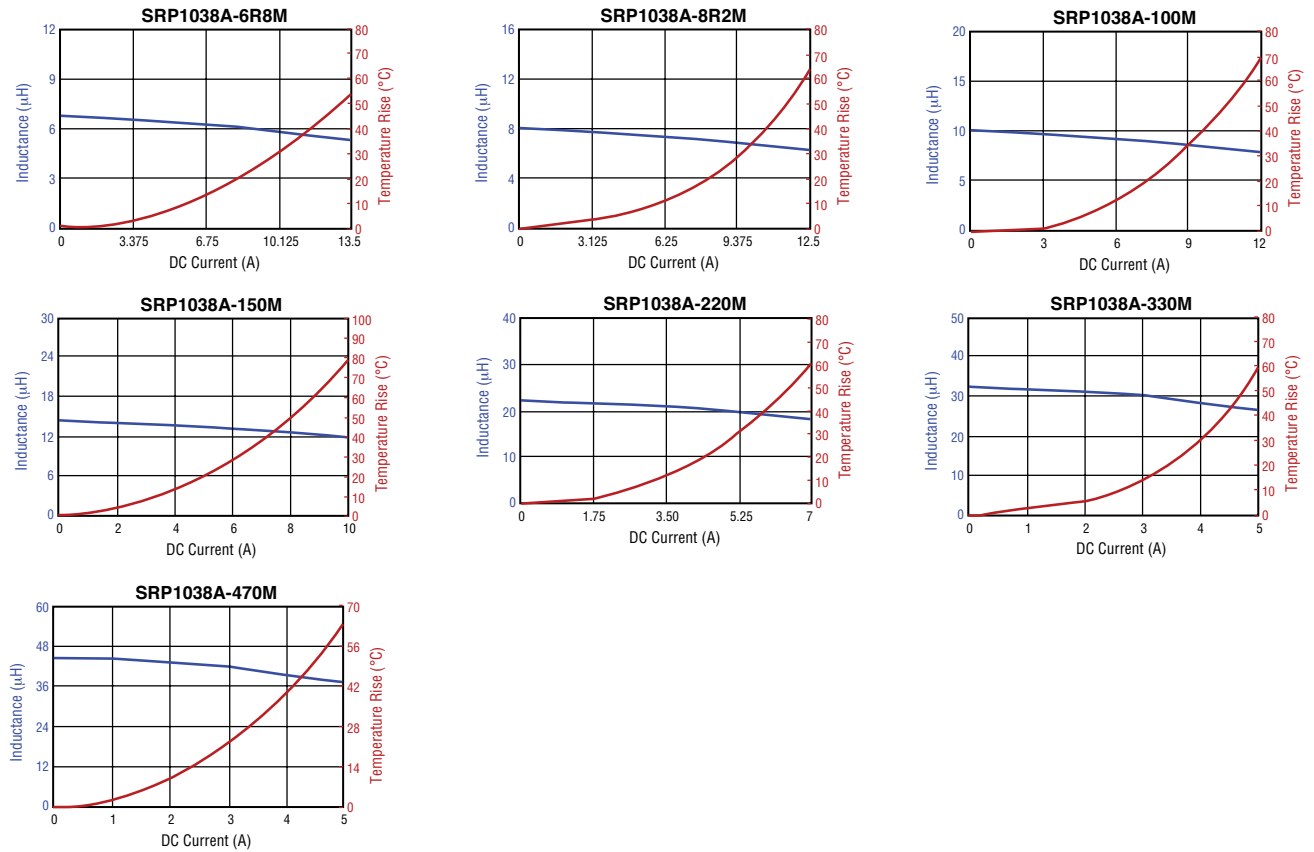 SRP1038A-6R8M
12
9
6
3
0
Inductance (µH)
80
70
60
50
40
30
20
10
0
Temperature Rise (°C)
0 3.375 6.75 10.125 13.5
DC Current (A)
SRP1038A-8R2M
16
12
8
4
0
Inductance (µH)
80
70
60
50
40
30
20
10
0
Temperature Rise (°C)
0 3.125 6.25 9.375 12.5
DC Current (A)
SRP1038A-100M
20
15
10
5
0
Inductance (µH)
80
70
60
50
40
30
20
10
0
Temperature Rise (°C)
0 3 6 9 12
DC Current (A)
SRP1038A-150M
30
24
18
12
6
0
Inductance (µH)
100
90
80
70
60
50
40
30
20
10
0
Temperature Rise (°C)
0 2 4 6 8 10
DC Current (A)
SRP1038A-220M
40
30
20
10
0
Inductance (µH)
80
70
60
50
40
30
20
10
0
Temperature Rise (°C)
0 1.75 3.50 5.25 7
DC Current (A)
SRP1038A-330M
50
40
30
20
10
0
Inductance (µH)
80
70
60
50
40
30
20
10
0
Temperature Rise (°C)
0 1 2 3 4 5
DC Current (A)
SRP1038A-470M
60
48
36
24
12
0
Inductance (µH)
70
56
42
28
14
0
Temperature Rise (°C)
0 1 2 3 4 5
DC Current (A)